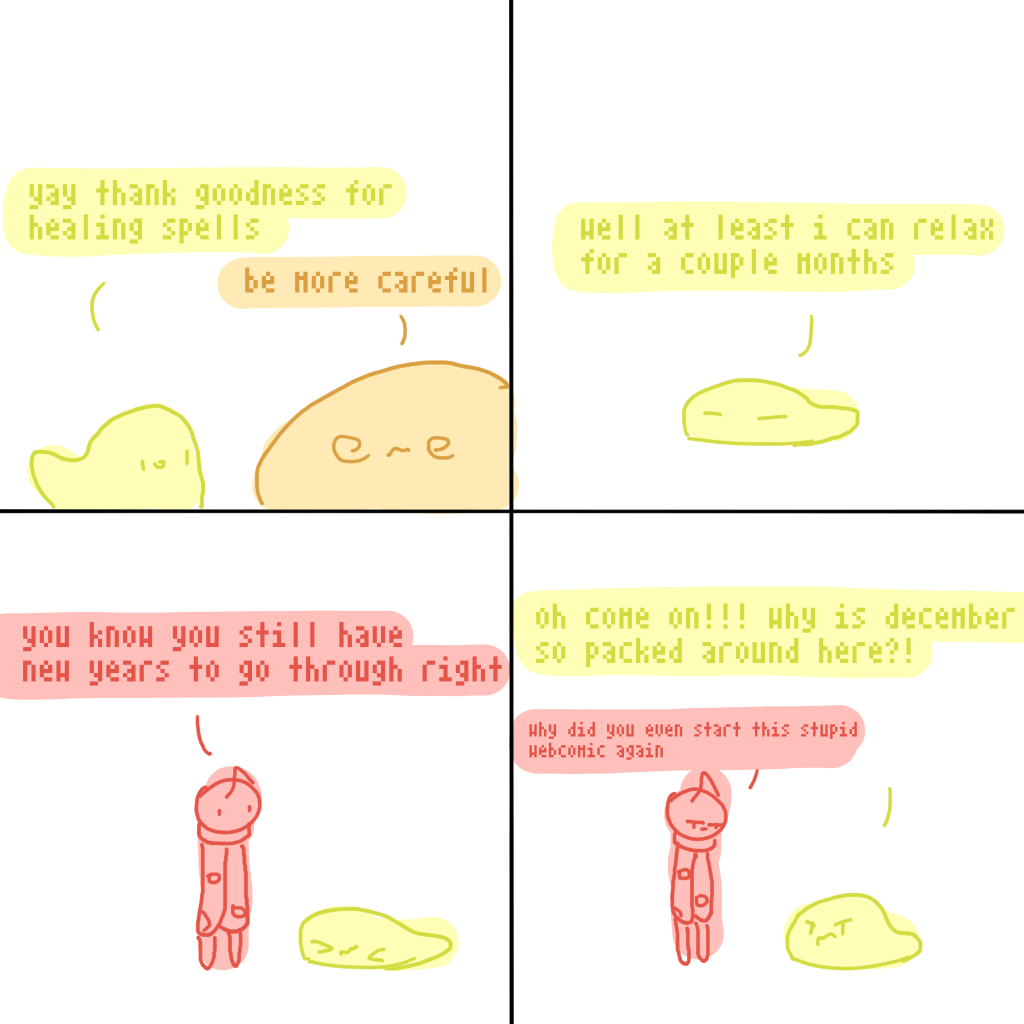 yay thank goodness for
healing spells
be more careful
well at least i can relax
for a couple months
you know you still have
new years to go through right
oh come on!!! why is december
so packed around here?!
why did you even start this stupid
webcomic again